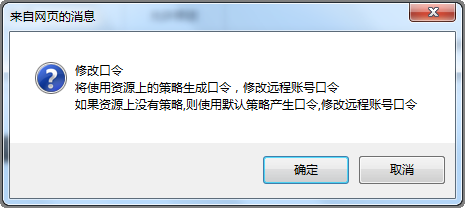 来自网页的消息
修改口令
将使用资源上的策略生成口令，修改远程账号口令
如果资源上没有策略,则使用默认策略产生口令,修改远程账号口令
确定
取消